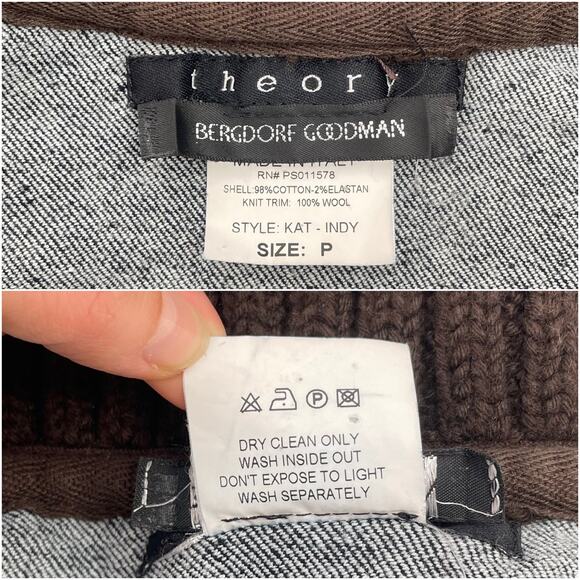 theory
BERGDORF GOODMAN
MADE IN ITALY
RN# PS011578
SHELL:98%COTTON-2%ELASTAN
KNIT TRIM: 100% WOOL
STYLE: KAT - INDY
SIZE: P
P
DRY CLEAN ONLY
WASH INSIDE OUT
DON'T EXPOSE TO LIGHT
WASH SEPARATELY